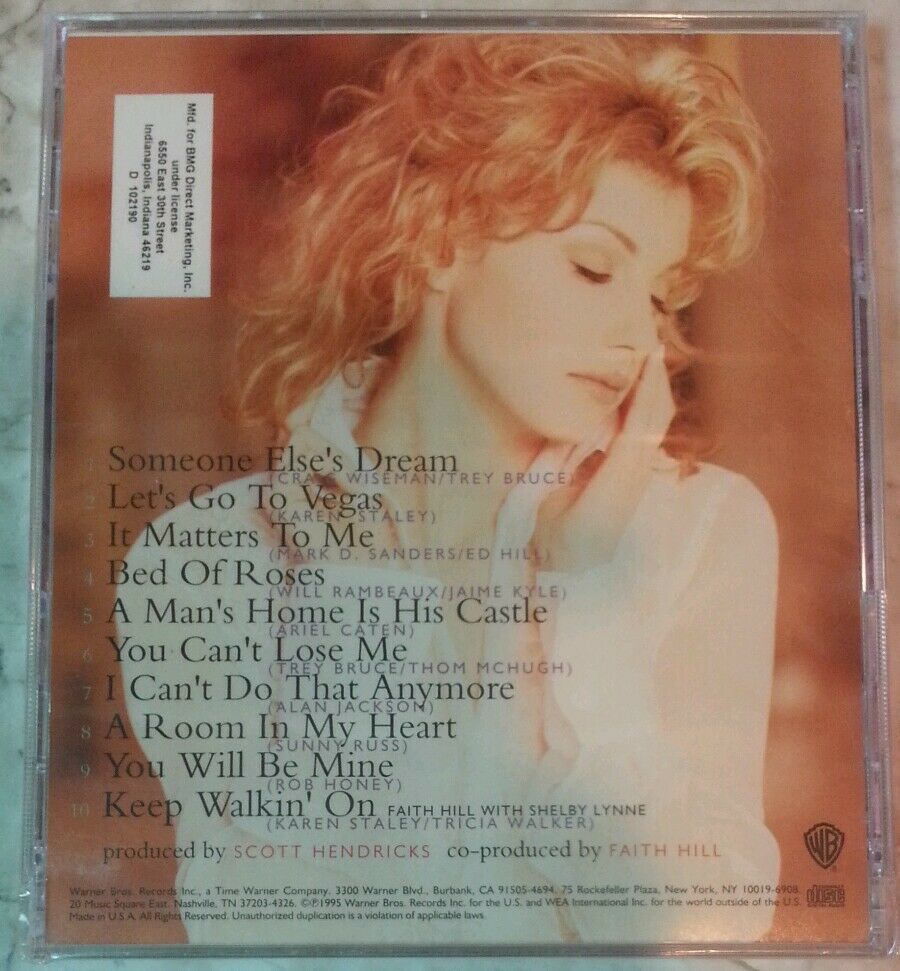 Mfd. for BMG Direct Marketing, Inc.
under license
6550 East 30th Street
Indianapolis, Indiana 46219
D 102190
1 Someone Else's Dream
(CRAIG WISEMAN/TREY BRUCE)
2 Let's Go To Vegas
(KAREN STALEY)
3 It Matters To Me
(MARK D. SANDERS/ED HILL)
4 Bed Of Roses
(WILL RAMBEAUX/JAIME KYLE)
5 A Man's Home Is His Castle
(ARIEL CATEN)
6 You Can't Lose Me
(TREY BRUCE/THOM MCHUGH)
7 I Can't Do That Anymore
(ALAN JACKSON)
8 A Room In My Heart
(SUNNY RUSS)
9 You Will Be Mine
(ROB HONEY)
10 Keep Walkin' On FAITH HILL WITH SHELBY LYNNE
(KAREN STALEY/TRICIA WALKER)
produced by SCOTT HENDRICKS co-produced by FAITH HILL
WB
Warner Bros. Records Inc., a Time Warner Company. 3300 Warner Blvd., Burbank, CA 91505-4694. 75 Rockefeller Plaza, New York, NY 10019-6908.
20 Music Square East. Nashville, TN 37203-4326. ©℗1995 Warner Bros. Records Inc. for the U.S. and WEA International Inc. for the world outside of the U.S.
Made in U.S.A. All Rights Reserved. Unauthorized duplication is a violation of applicable laws.
disc